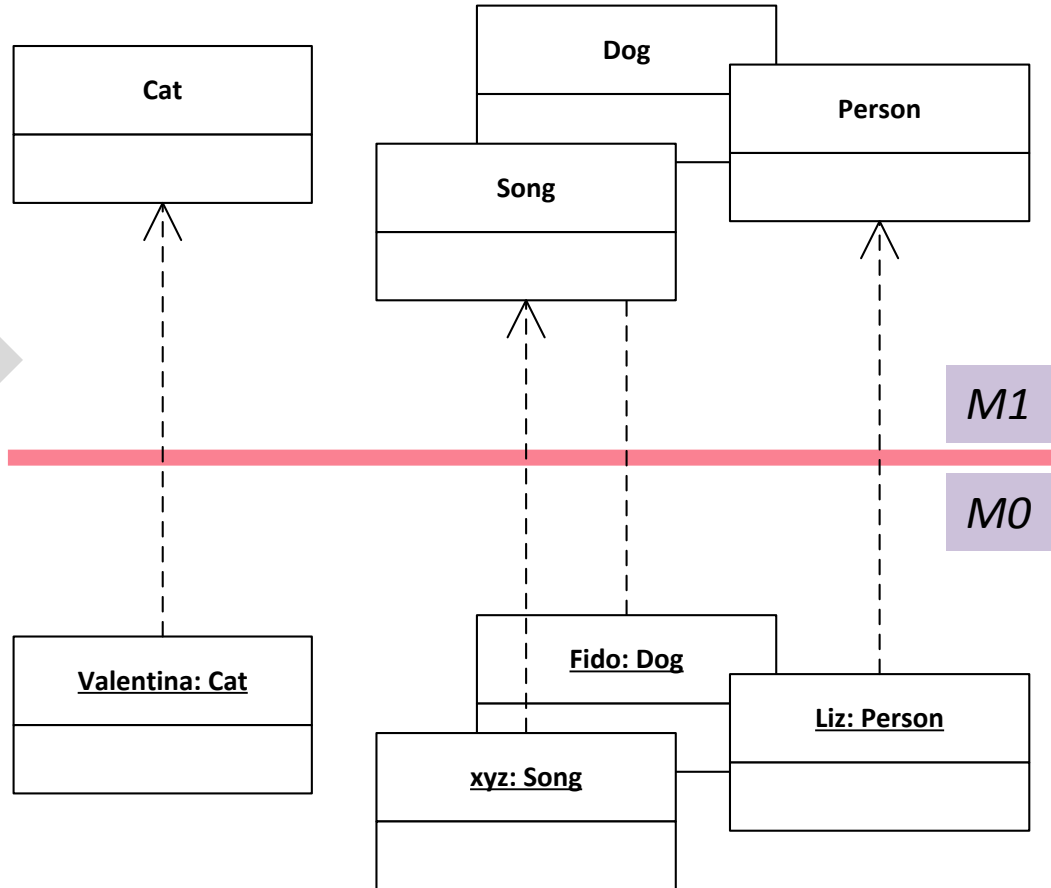 Cat
Dog
Person
Song
M1
M0
Valentina: Cat
Fido: Dog
Liz: Person
xyz: Song